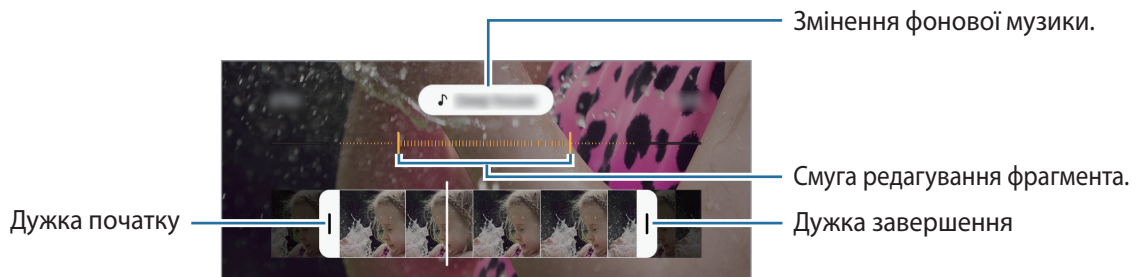 Змінення фонової музики.
Смуга редагування фрагмента.
Дужка початку
Дужка завершення